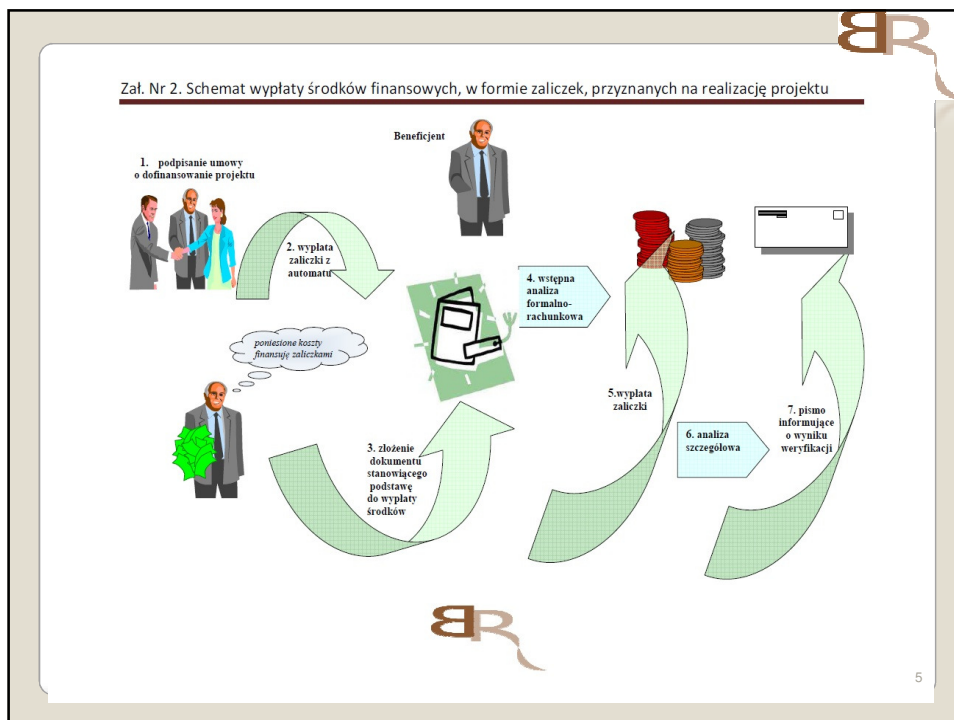 BR
Zał. Nr 2. Schemat wypłaty środków finansowych, w formie zaliczek, przyznanych na realizację projektu
Beneficjent
1. podpisanie umowy
o dofinansowanie projektu
2. wypłata
zaliczki z
automatu
4. wstępna
analiza
formalno-
rachunkowa
poniesione koszty
finansuję zaliczkami
3. złożenie
dokumentu
stanowiącego
podstawę
do wypłaty
środków
5.wypłata
zaliczki
6. analiza
szczegółowa
7. pismo
informujące
o wyniku
weryfikacji
BR
5